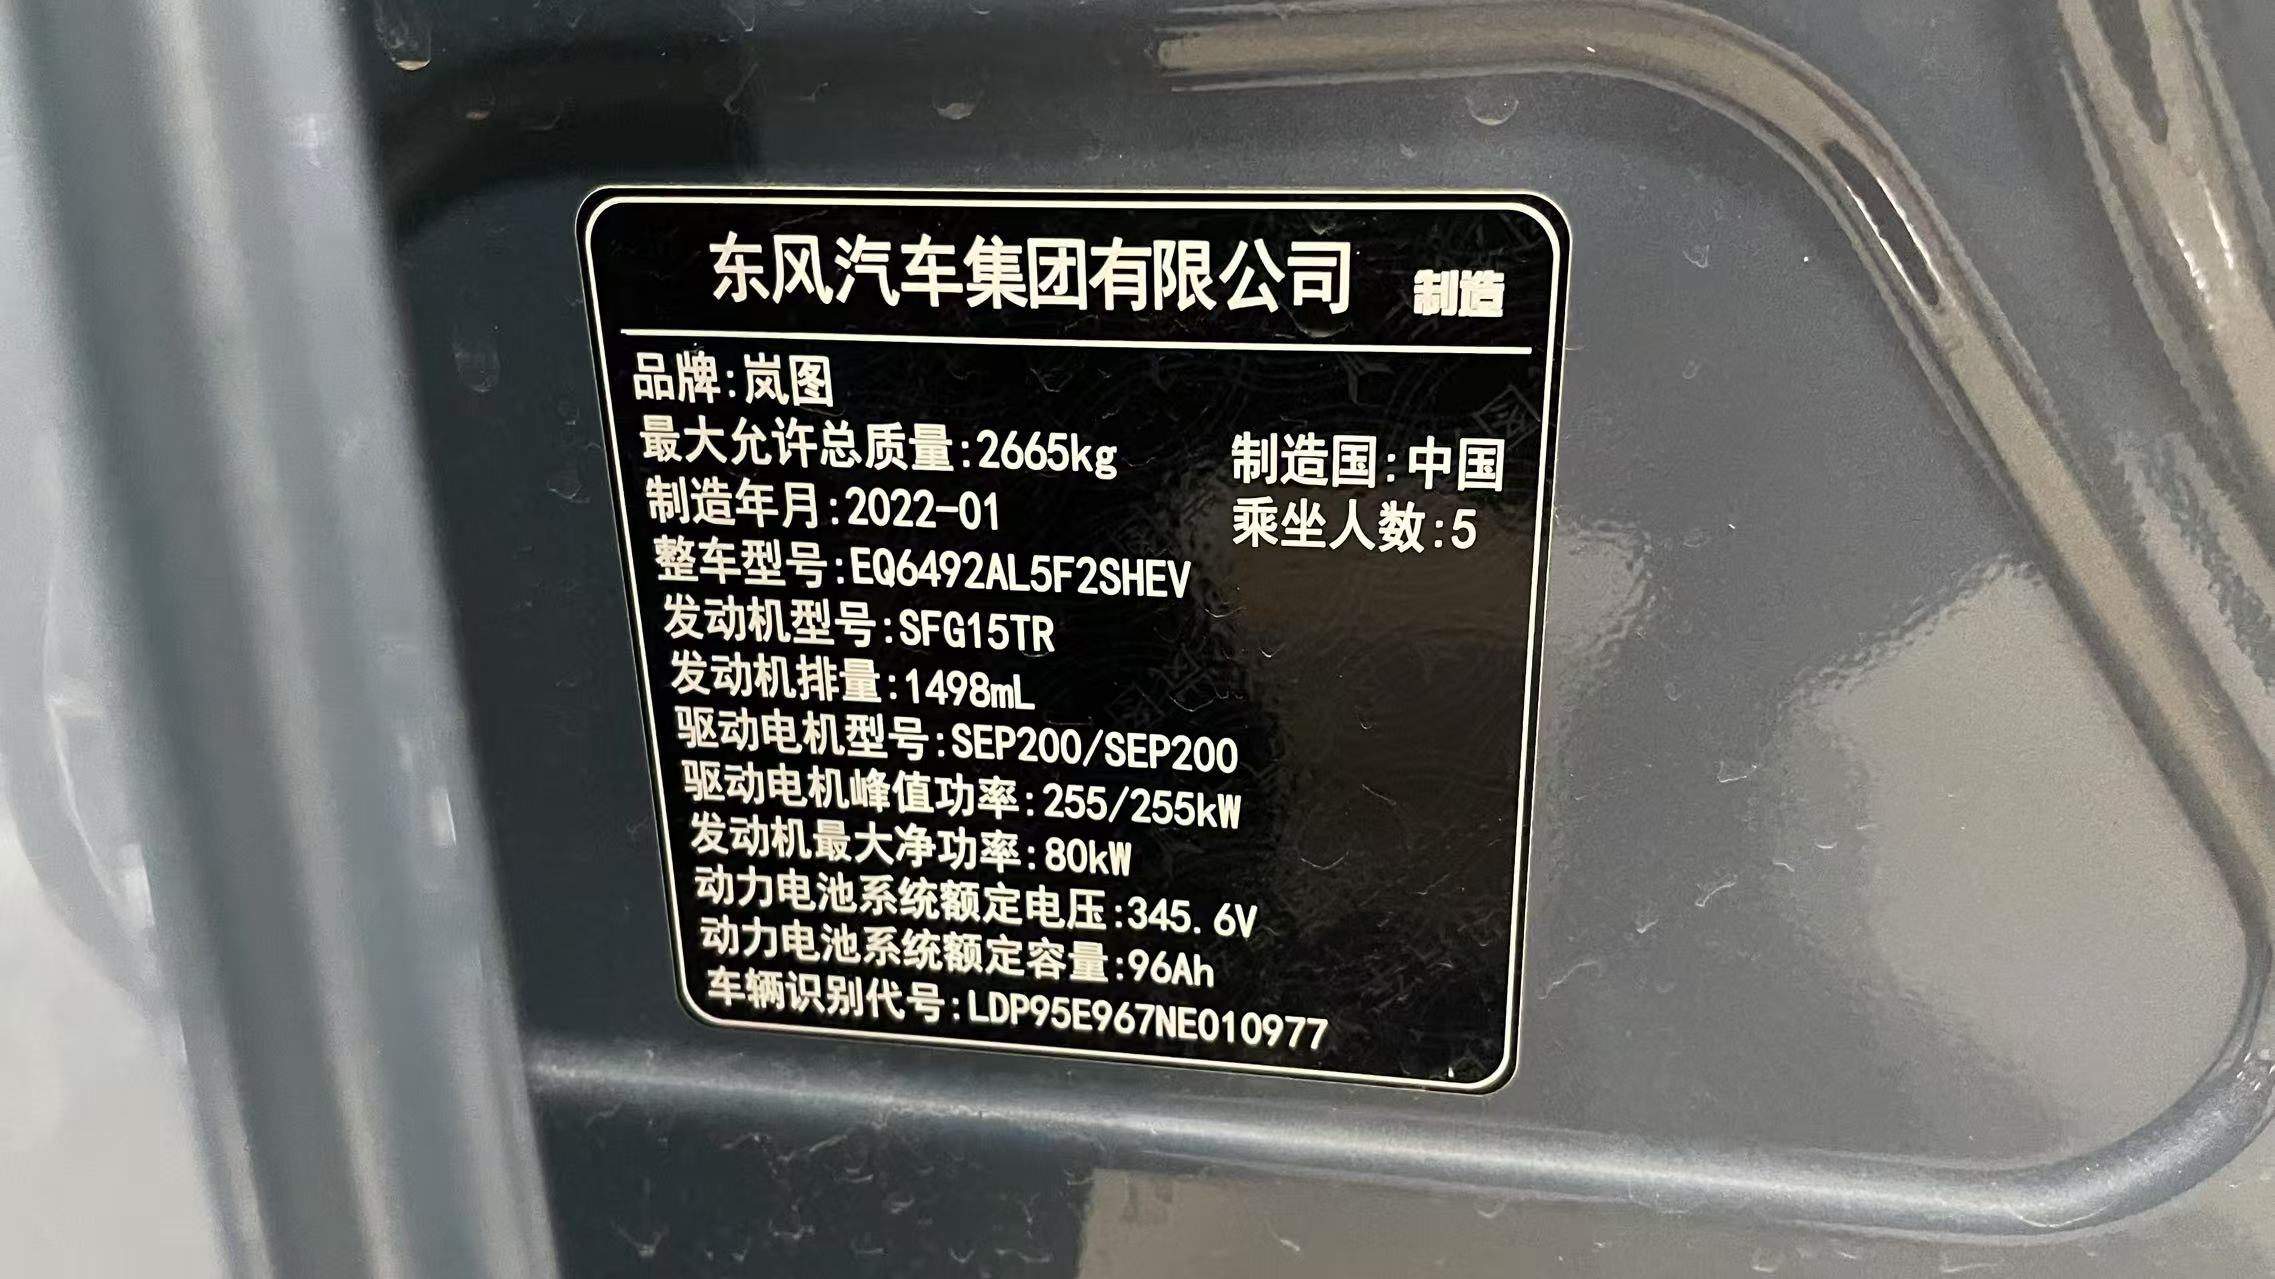 东风汽车集团有限公司 制造
品牌:岚图
最大允许总质量:2665kg 制造国:中国
制造年月:2022-01 乘坐人数:5
整车型号:EQ6492AL5F2SHEV
发动机型号:SFG15TR
发动机排量:1498mL
驱动电机型号:SEP200/SEP200
驱动电机峰值功率:255/255kW
发动机最大净功率:80kW
动力电池系统额定电压:345.6V
动力电池系统额定容量:96Ah
车辆识别代号:LDP95E967NE010977